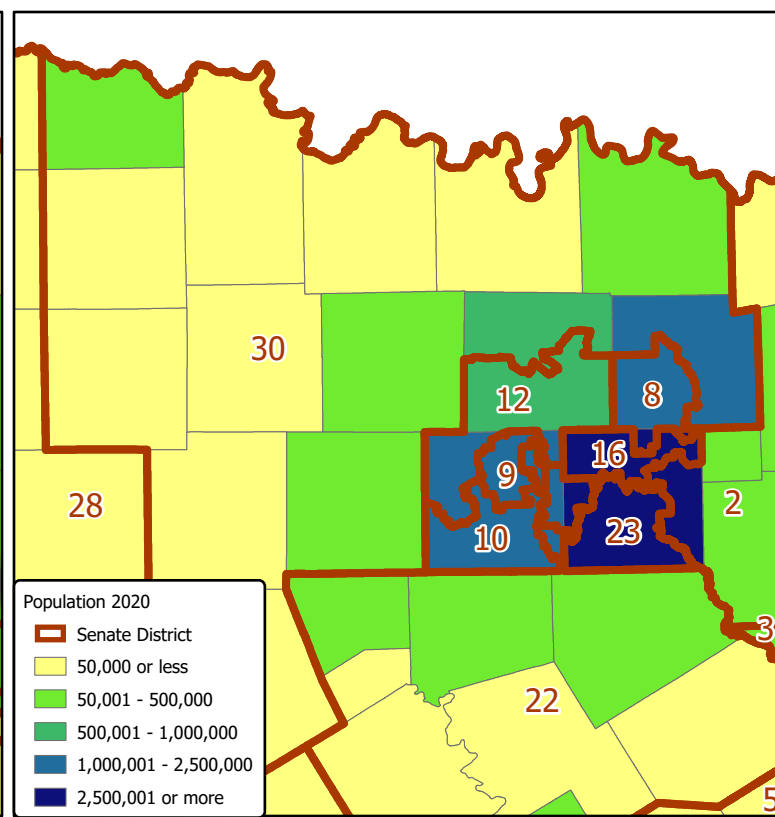 30
12
8
16
28
9
2
10
23
3
22
5
Population 2020
Senate District
50,000 or less
50,001 - 500,000
500,001 - 1,000,000
1,000,001 - 2,500,000
2,500,001 or more